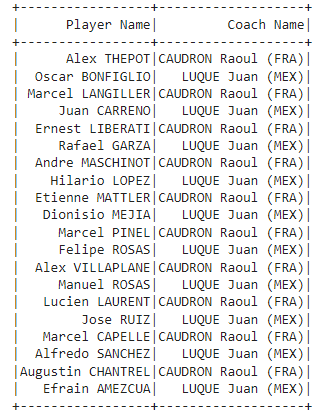 +-----------------+------------------+
|      Player Name|        Coach Name|
+-----------------+------------------+
|      Alex THEPOT|CAUDRON Raoul (FRA)|
|  Oscar BONFIGLIO|   LUQUE Juan (MEX)|
| Marcel LANGILLER|CAUDRON Raoul (FRA)|
|     Juan CARRENO|   LUQUE Juan (MEX)|
|  Ernest LIBERATI|CAUDRON Raoul (FRA)|
|     Rafael GARZA|   LUQUE Juan (MEX)|
|  Andre MASCHINOT|CAUDRON Raoul (FRA)|
|    Hilario LOPEZ|   LUQUE Juan (MEX)|
|  Etienne MATTLER|CAUDRON Raoul (FRA)|
|   Dionisio MEJIA|   LUQUE Juan (MEX)|
|     Marcel PINEL|CAUDRON Raoul (FRA)|
|     Felipe ROSAS|   LUQUE Juan (MEX)|
|  Alex VILLAPLANE|CAUDRON Raoul (FRA)|
|     Manuel ROSAS|   LUQUE Juan (MEX)|
|   Lucien LAURENT|CAUDRON Raoul (FRA)|
|        Jose RUIZ|   LUQUE Juan (MEX)|
|   Marcel CAPELLE|CAUDRON Raoul (FRA)|
|  Alfredo SANCHEZ|   LUQUE Juan (MEX)|
|Augustin CHANTREL|CAUDRON Raoul (FRA)|
|   Efrain AMEZCUA|   LUQUE Juan (MEX)|
+-----------------+------------------+